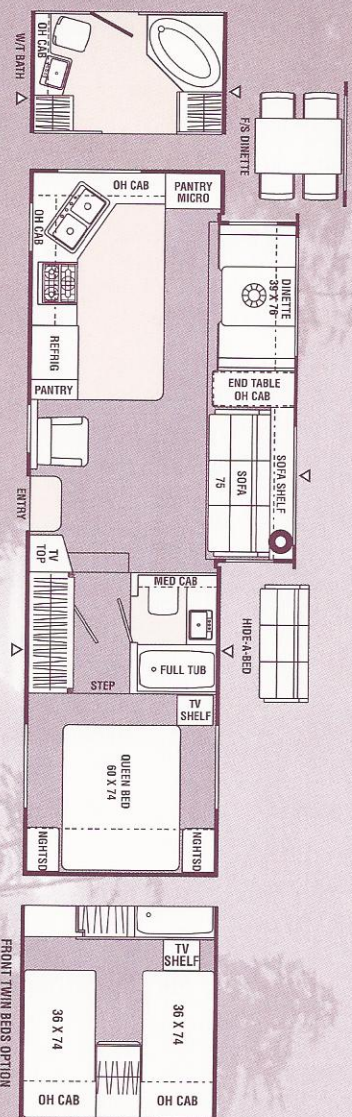 OH CAB
W/T BATH
F/S DINETTE
OH CAB
PANTRY
MICRO
OH CAB
REFRIG
PANTRY
ENTRY
DINETTE
39 X 76
END TABLE
OH CAB
SOFA SHELF
SOFA
75
HIDE-A-BED
TV
TOP
MED CAB
FULL TUB
STEP
TV
SHELF
QUEEN BED
60 X 74
NGHTSD
NGHTSD
TV
SHELF
36 X 74
36 X 74
OH CAB
OH CAB
FRONT TWIN BEDS OPTION